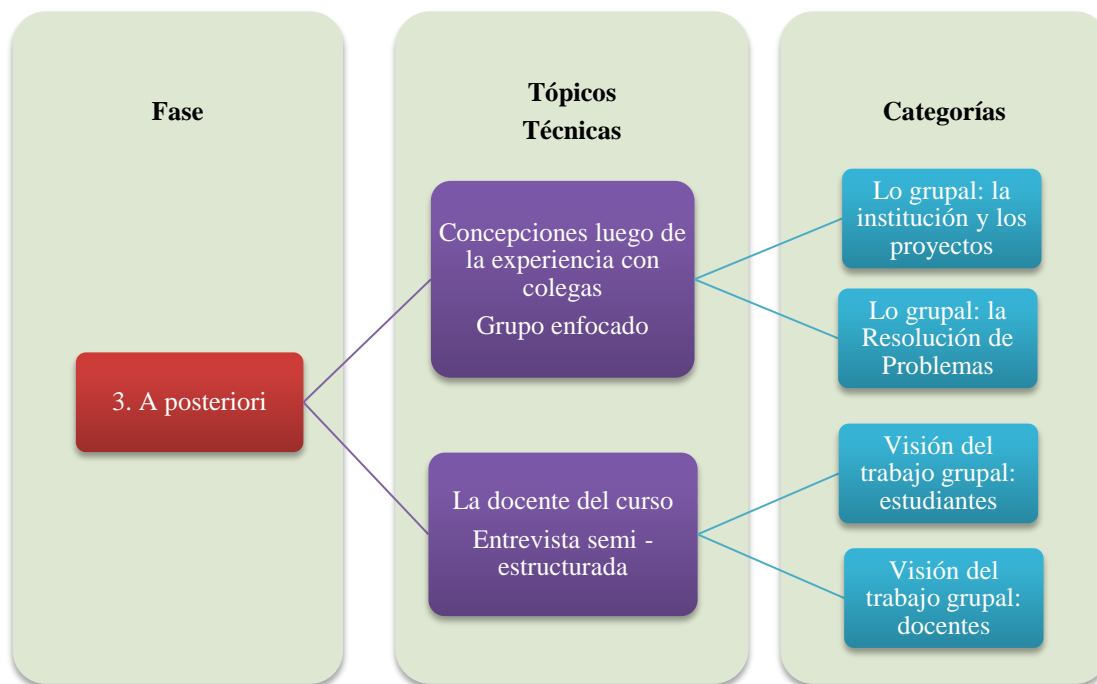 Fase
Tópicos
Técnicas
Categorías
3. A posteriori
Concepciones luego de
la experiencia con
colegas
Grupo enfocado
La docente del curso
Entrevista semi -
estructurada
Lo grupal: la
institución y los
proyectos
Lo grupal: la
Resolución de
Problemas
Visión del
trabajo grupal:
estudiantes
Visión del
trabajo grupal:
docentes